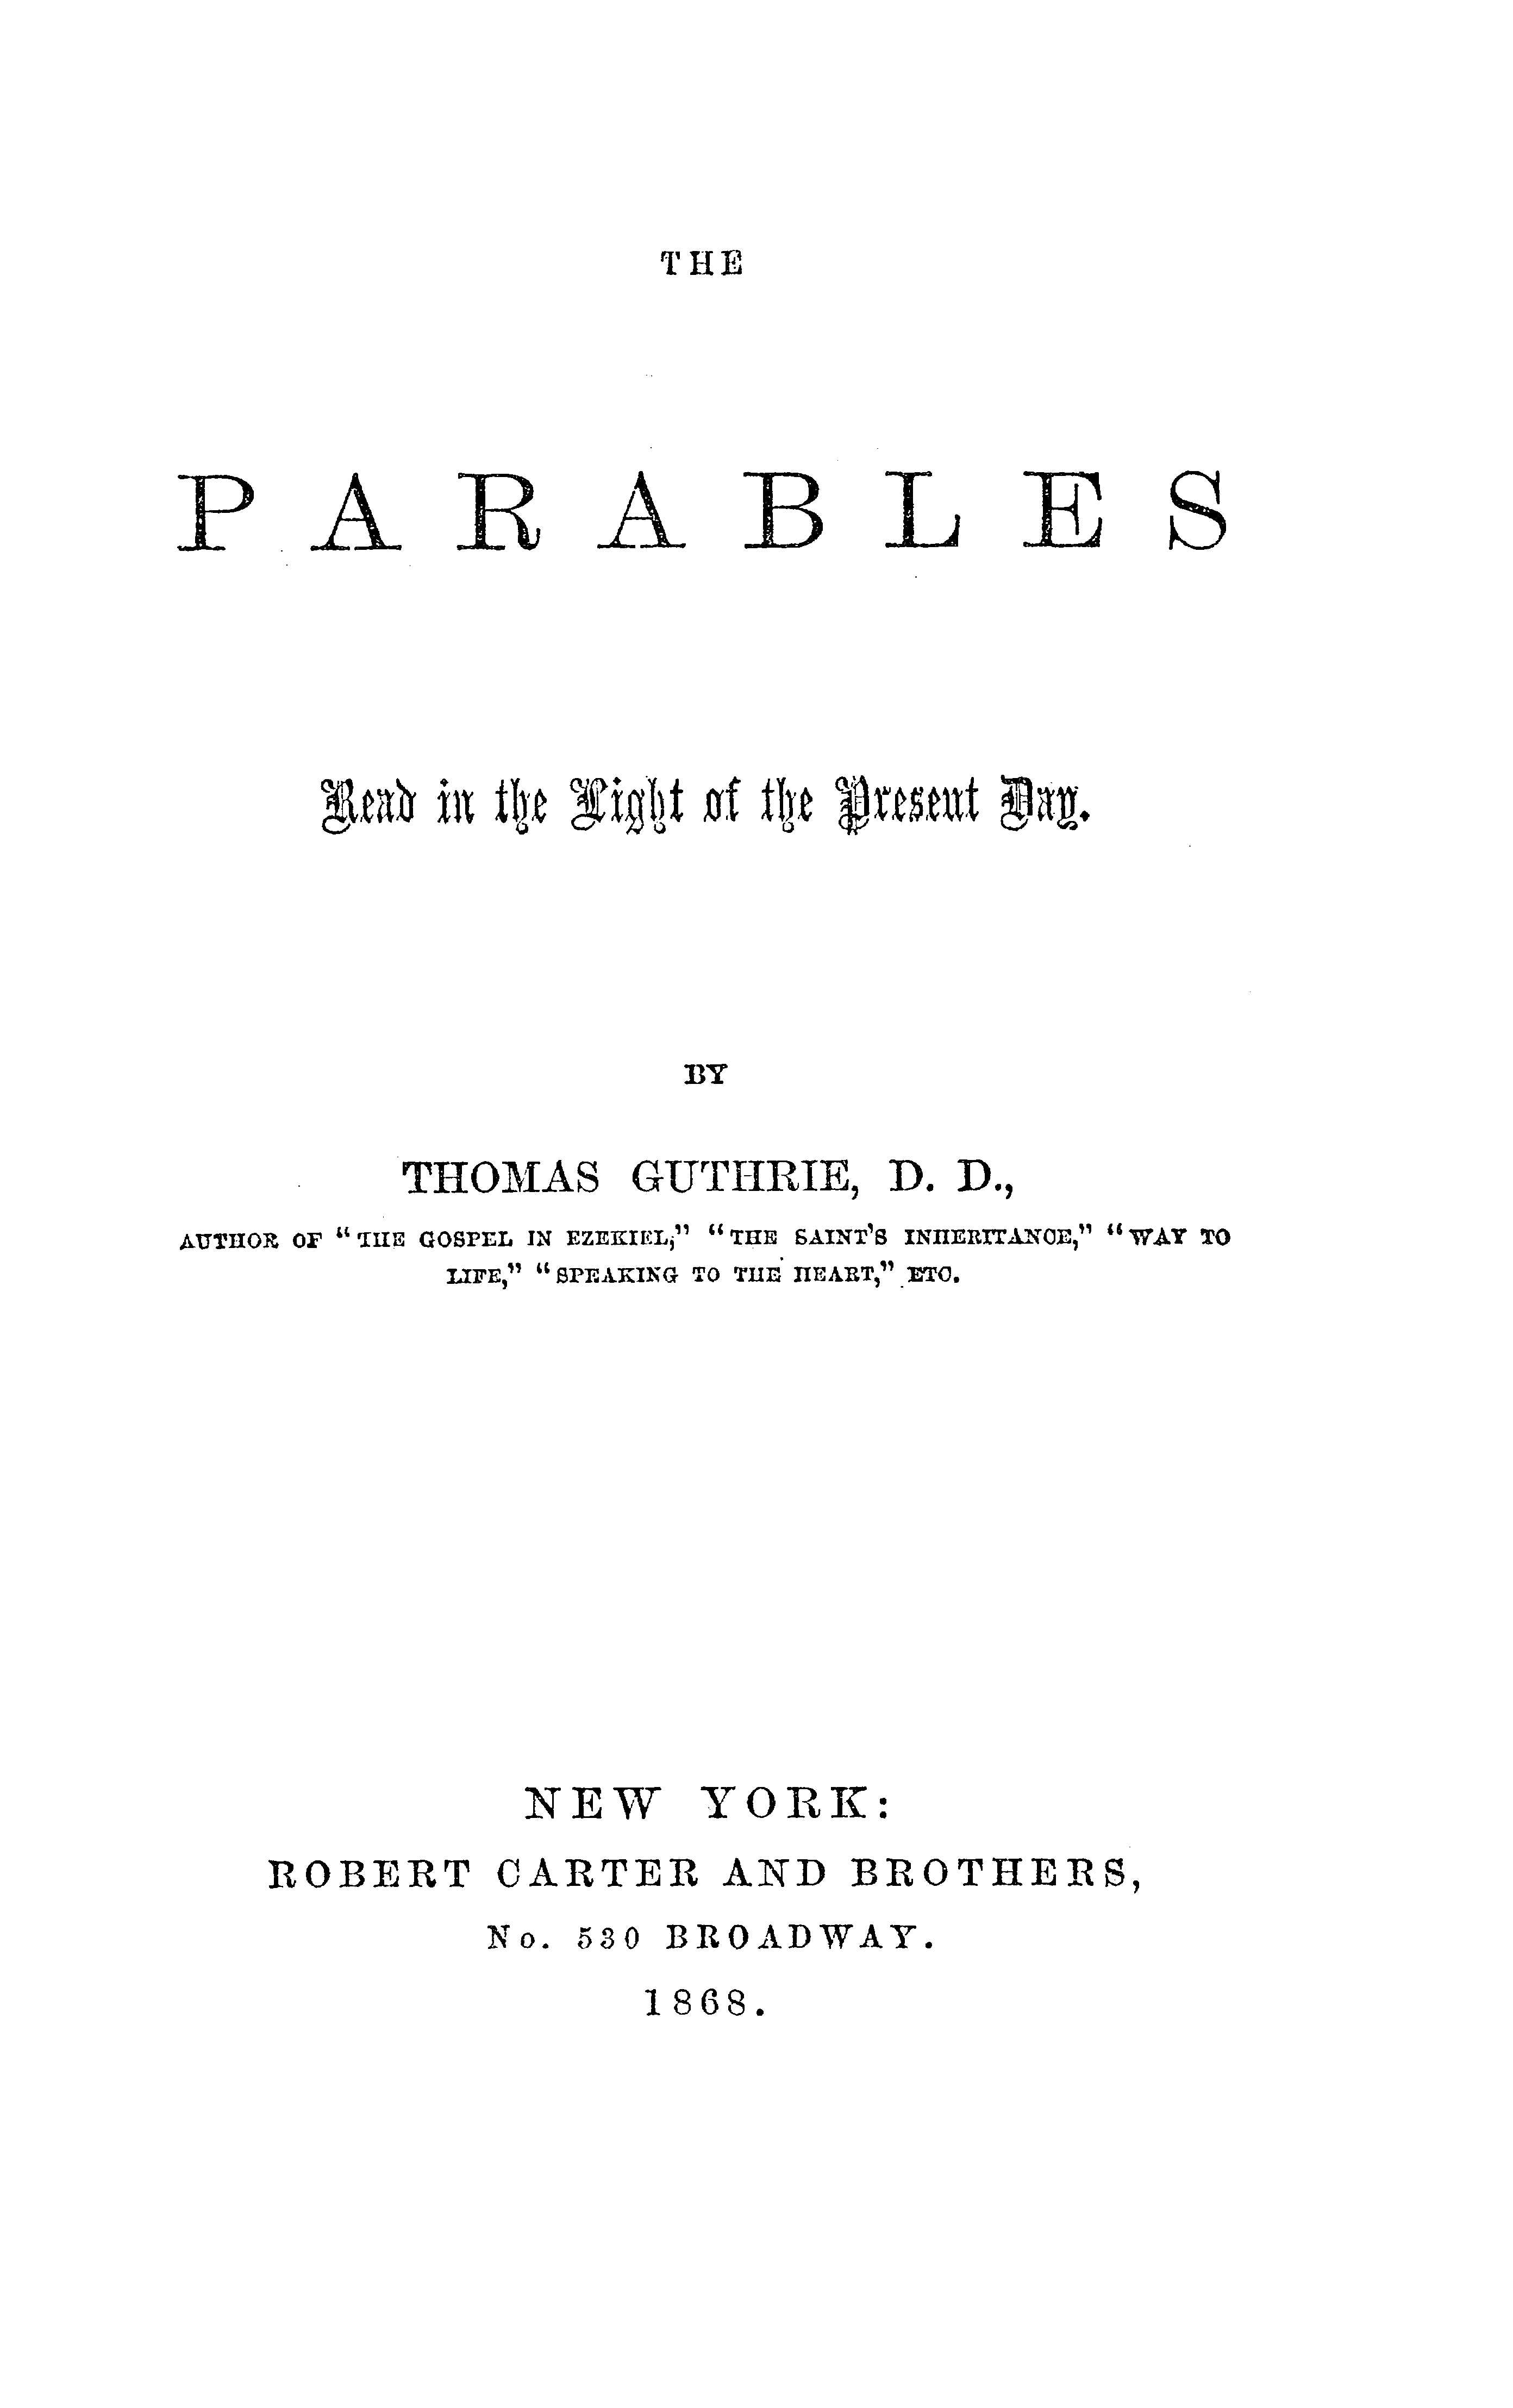 THE
PARABLES
Read in the Light of the Present Day.
BY
THOMAS GUTHRIE, D. D.,
AUTHOR OF “THE GOSPEL IN EZEKIEL,” “THE SAINT'S INHERITANCE,” “WAY TO
LIFE,” “SPEAKING TO THE HEART,” ETC.
NEW YORK:
ROBERT CARTER AND BROTHERS,
No. 530 BROADWAY.
1868.